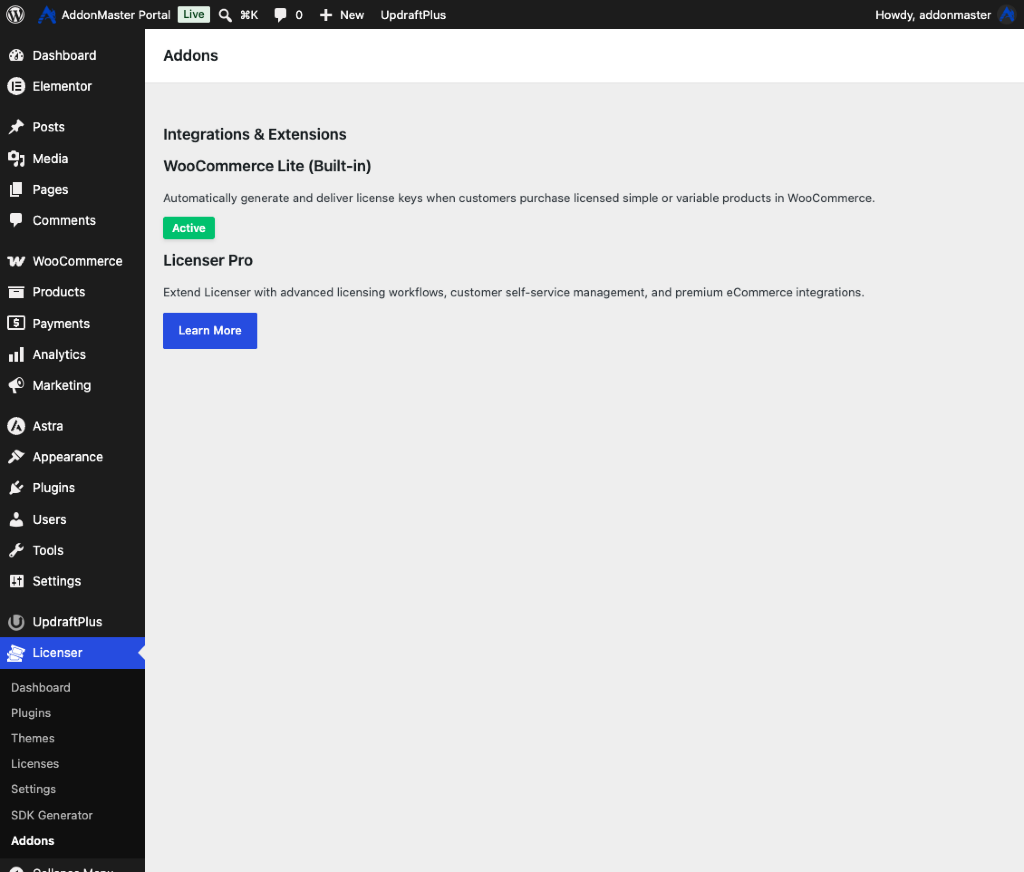 AddonMaster Portal Live ⌘K 0 New UpdraftPlus Howdy, addonmaster
Dashboard
Elementor
Posts
Media
Pages
Comments
WooCommerce
Products
Payments
Analytics
Marketing
Astra
Appearance
Plugins
Users
Tools
Settings
UpdraftPlus
Licenser
Dashboard
Plugins
Themes
Licenses
Settings
SDK Generator
Addons
Collapse Menu
Addons
Integrations & Extensions
WooCommerce Lite (Built-in)
Automatically generate and deliver license keys when customers purchase licensed simple or variable products in WooCommerce.
Active
Licenser Pro
Extend Licenser with advanced licensing workflows, customer self-service management, and premium eCommerce integrations.
Learn More